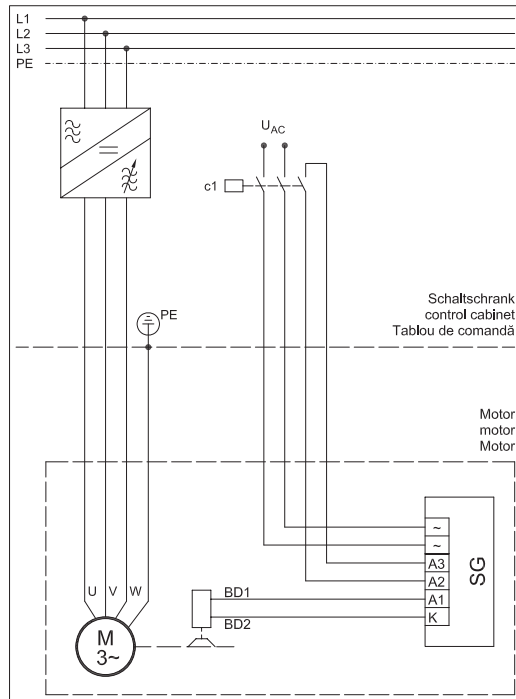 L1
L2
L3
PE
UAC
c1
PE
Schaltschrank
control cabinet
Tablou de comandă
Motor
motor
Motor
~
~
A3
A2
A1
K
SG
U V W
BD1
BD2
M
3~